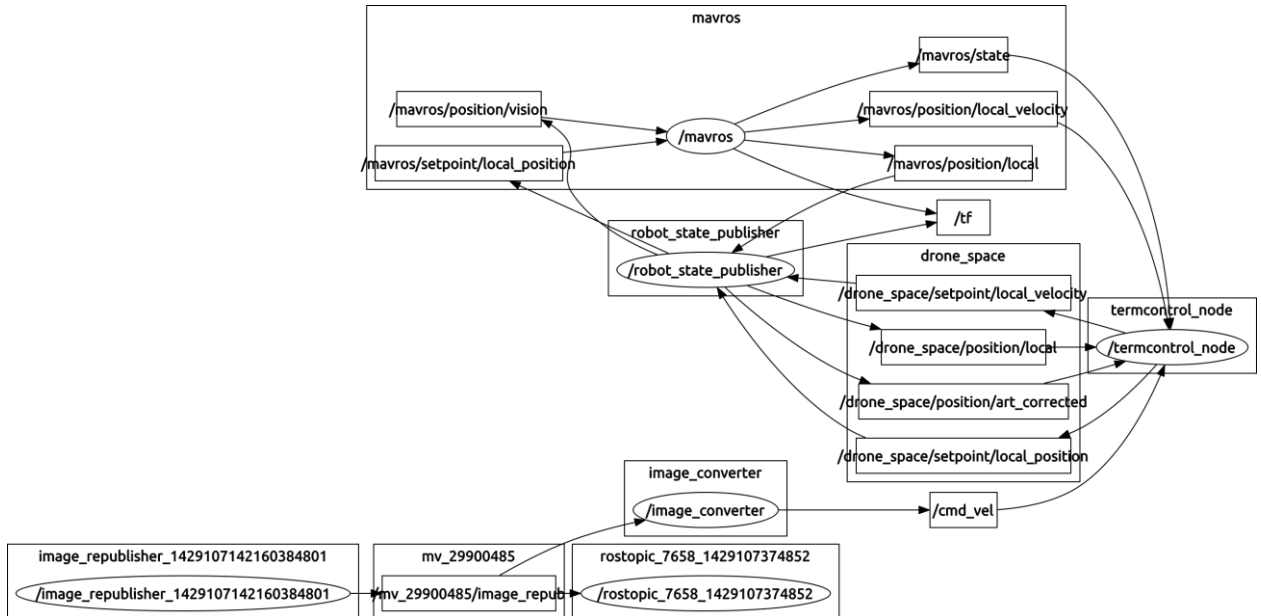 mavros
/mavros/state
/mavros/position/vision
/mavros/position/local_velocity
/mavros
/mavros/setpoint/local_position
/mavros/position/local
/tf
robot_state_publisher
/robot_state_publisher
drone_space
/drone_space/setpoint/local_velocity
termcontrol_node
/drone_space/position/local
/termcontrol_node
/drone_space/position/art_corrected
/drone_space/setpoint/local_position
image_converter
/image_converter
/cmd_vel
image_republisher_1429107142160384801
mv_29900485
rostopic_7658_1429107374852
/image_republisher_1429107142160384801
/mv_29900485/image_repub
/rostopic_7658_1429107374852